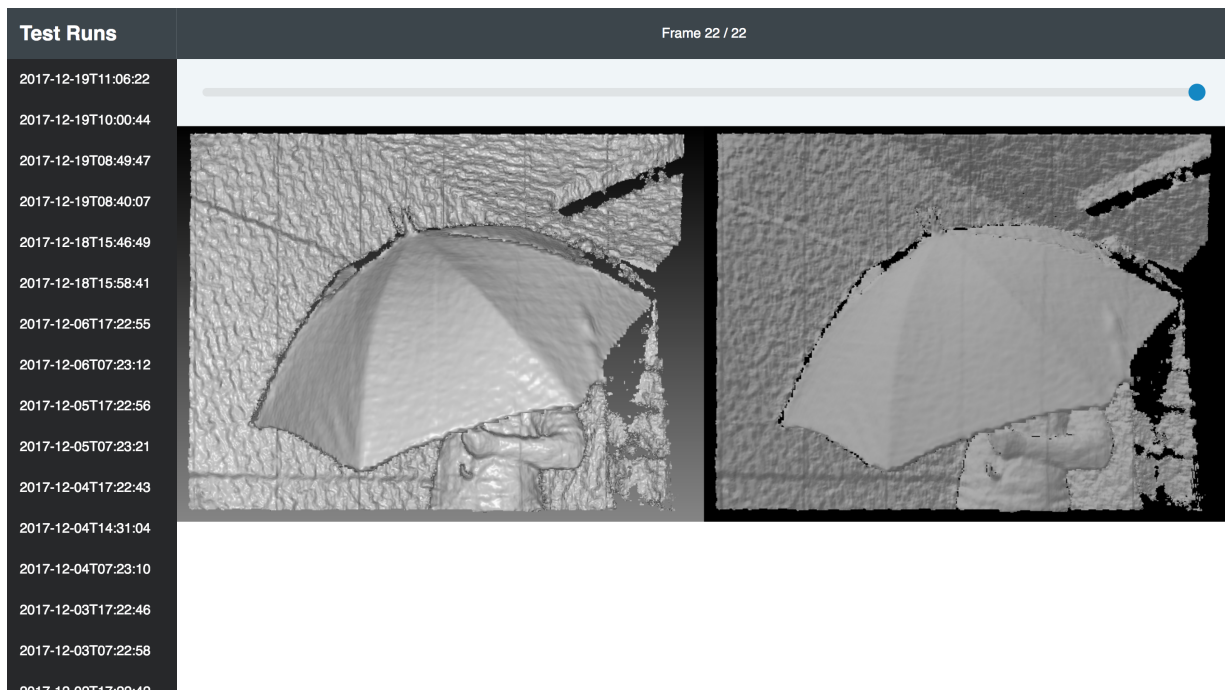 Test Runs
Frame 22 / 22
2017-12-19T11:06:22
2017-12-19T10:00:44
2017-12-19T08:49:47
2017-12-19T08:40:07
2017-12-18T15:46:49
2017-12-18T15:58:41
2017-12-06T17:22:55
2017-12-06T07:23:12
2017-12-05T17:22:56
2017-12-05T07:23:21
2017-12-04T17:22:43
2017-12-04T14:31:04
2017-12-04T07:23:10
2017-12-03T17:22:46
2017-12-03T07:22:58